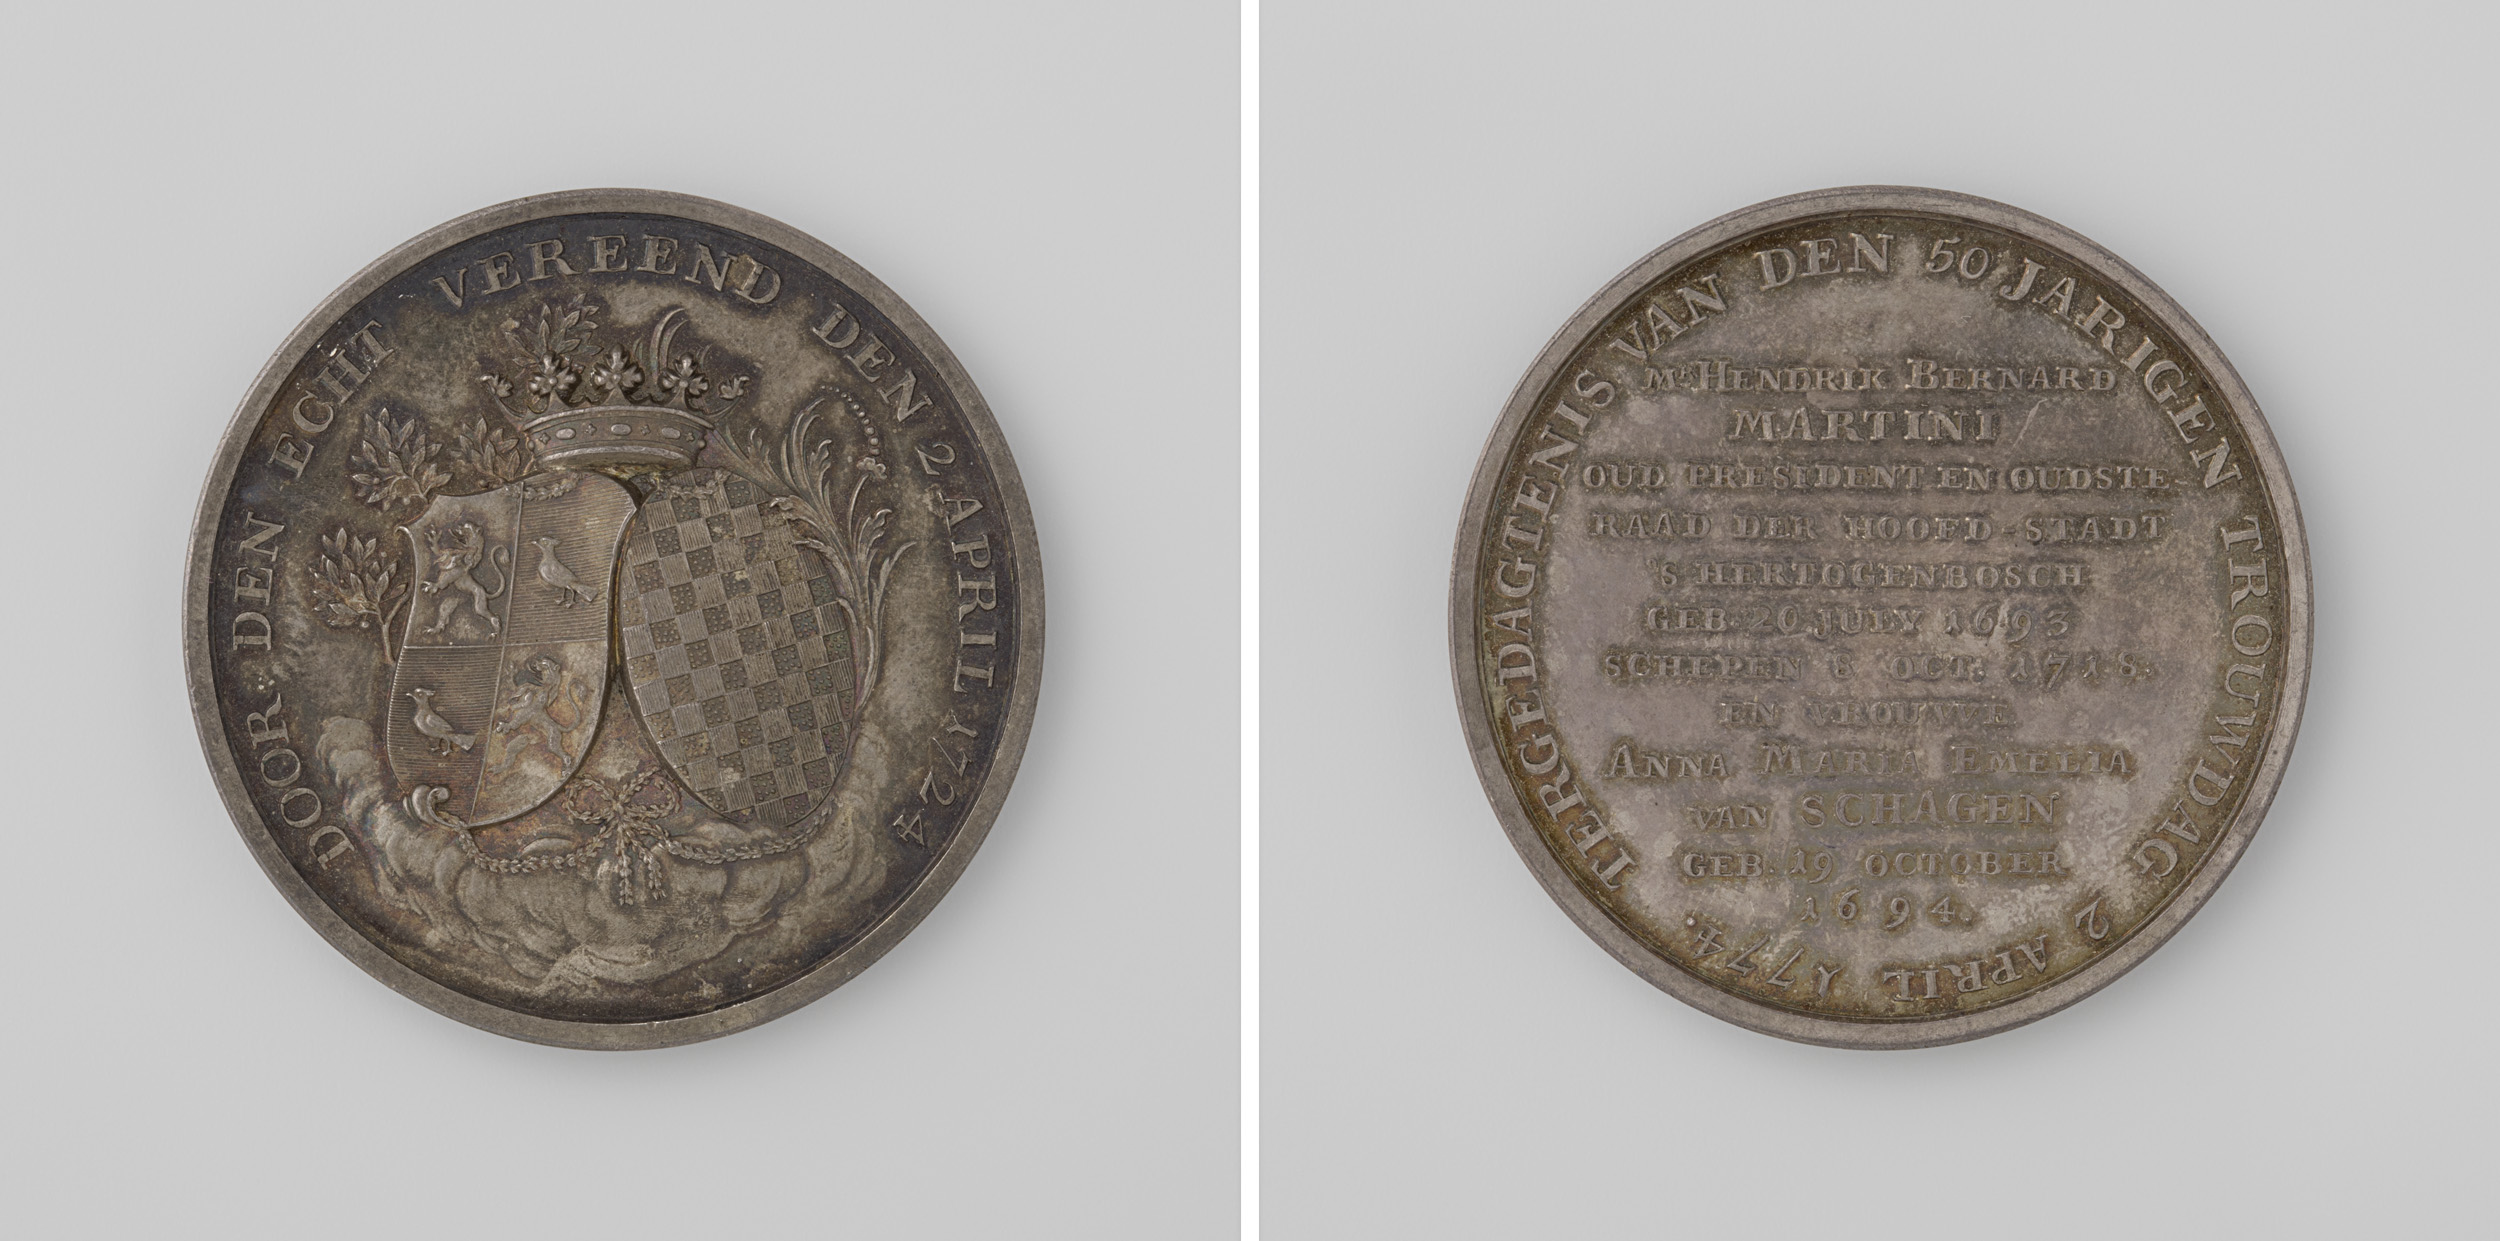 DOOR DEN ECHT VEREEND DEN 2 APRIL 1724
TERGEDAGTENIS VAN DEN 50 JARIGEN TROUWDAG 2 APRIL 1774.
Mr. HENDRIK BERNARD
MARTINI
OUD PRESIDENT EN OUDSTE
RAAD DER HOOFD-STADT
'S HERTOGENBOSCH
GEB. 20 JULY 1693
SCHEPEN 8 OCT. 1718.
EN VROUWE
ANNA MARIA EMELIA
VAN SCHAGEN
GEB. 19 OCTOBER
1694.